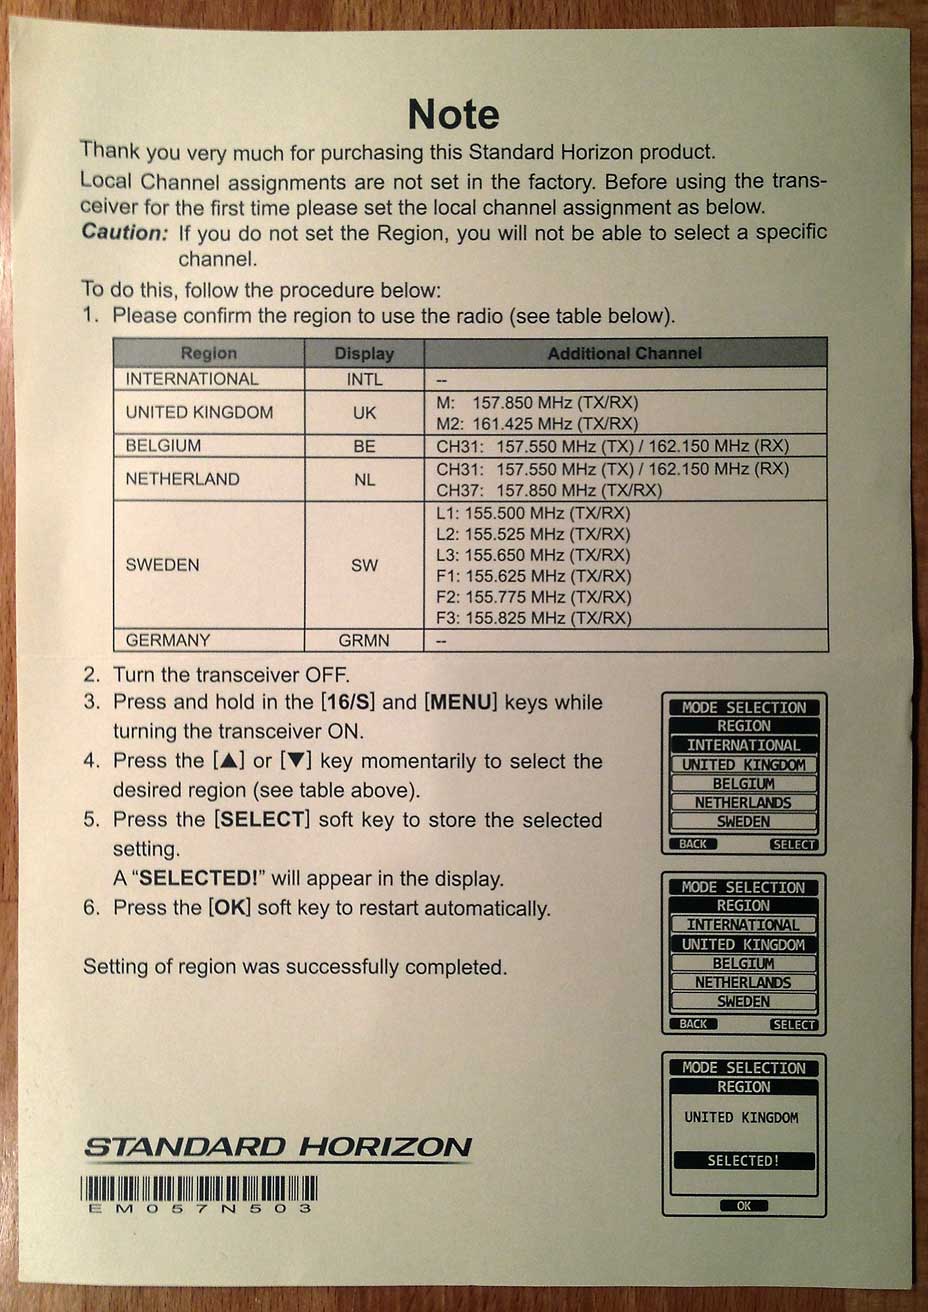 Note
Thank you very much for purchasing this Standard Horizon product.
Local Channel assignments are not set in the factory. Before using the trans-
ceiver for the first time please set the local channel assignment as below.
Caution: If you do not set the Region, you will not be able to select a specific
channel.
To do this, follow the procedure below:
1. Please confirm the region to use the radio (see table below).
Region Display Additional Channel
INTERNATIONAL INTL --
UNITED KINGDOM UK M: 157.850 MHz (TX/RX)
M2: 161.425 MHz (TX/RX)
BELGIUM BE CH31: 157.550 MHz (TX) / 162.150 MHz (RX)
NETHERLAND NL CH31: 157.550 MHz (TX) / 162.150 MHz (RX)
CH37: 157.850 MHz (TX/RX)
SWEDEN SW L1: 155.500 MHz (TX/RX)
L2: 155.525 MHz (TX/RX)
L3: 155.650 MHz (TX/RX)
F1: 155.625 MHz (TX/RX)
F2: 155.775 MHz (TX/RX)
F3: 155.825 MHz (TX/RX)
GERMANY GRMN --
2. Turn the transceiver OFF.
3. Press and hold in the [16/S] and [MENU] keys while
turning the transceiver ON.
4. Press the [▲] or [▼] key momentarily to select the
desired region (see table above).
5. Press the [SELECT] soft key to store the selected
setting.
A “SELECTED!” will appear in the display.
6. Press the [OK] soft key to restart automatically.
Setting of region was successfully completed.
MODE SELECTION
REGION
INTERNATIONAL
UNITED KINGDOM
BELGIUM
NETHERLANDS
SWEDEN
BACK SELECT
MODE SELECTION
REGION
INTERNATIONAL
UNITED KINGDOM
BELGIUM
NETHERLANDS
SWEDEN
BACK SELECT
MODE SELECTION
REGION
UNITED KINGDOM
SELECTED!
OK
STANDARD HORIZON
EM057N503